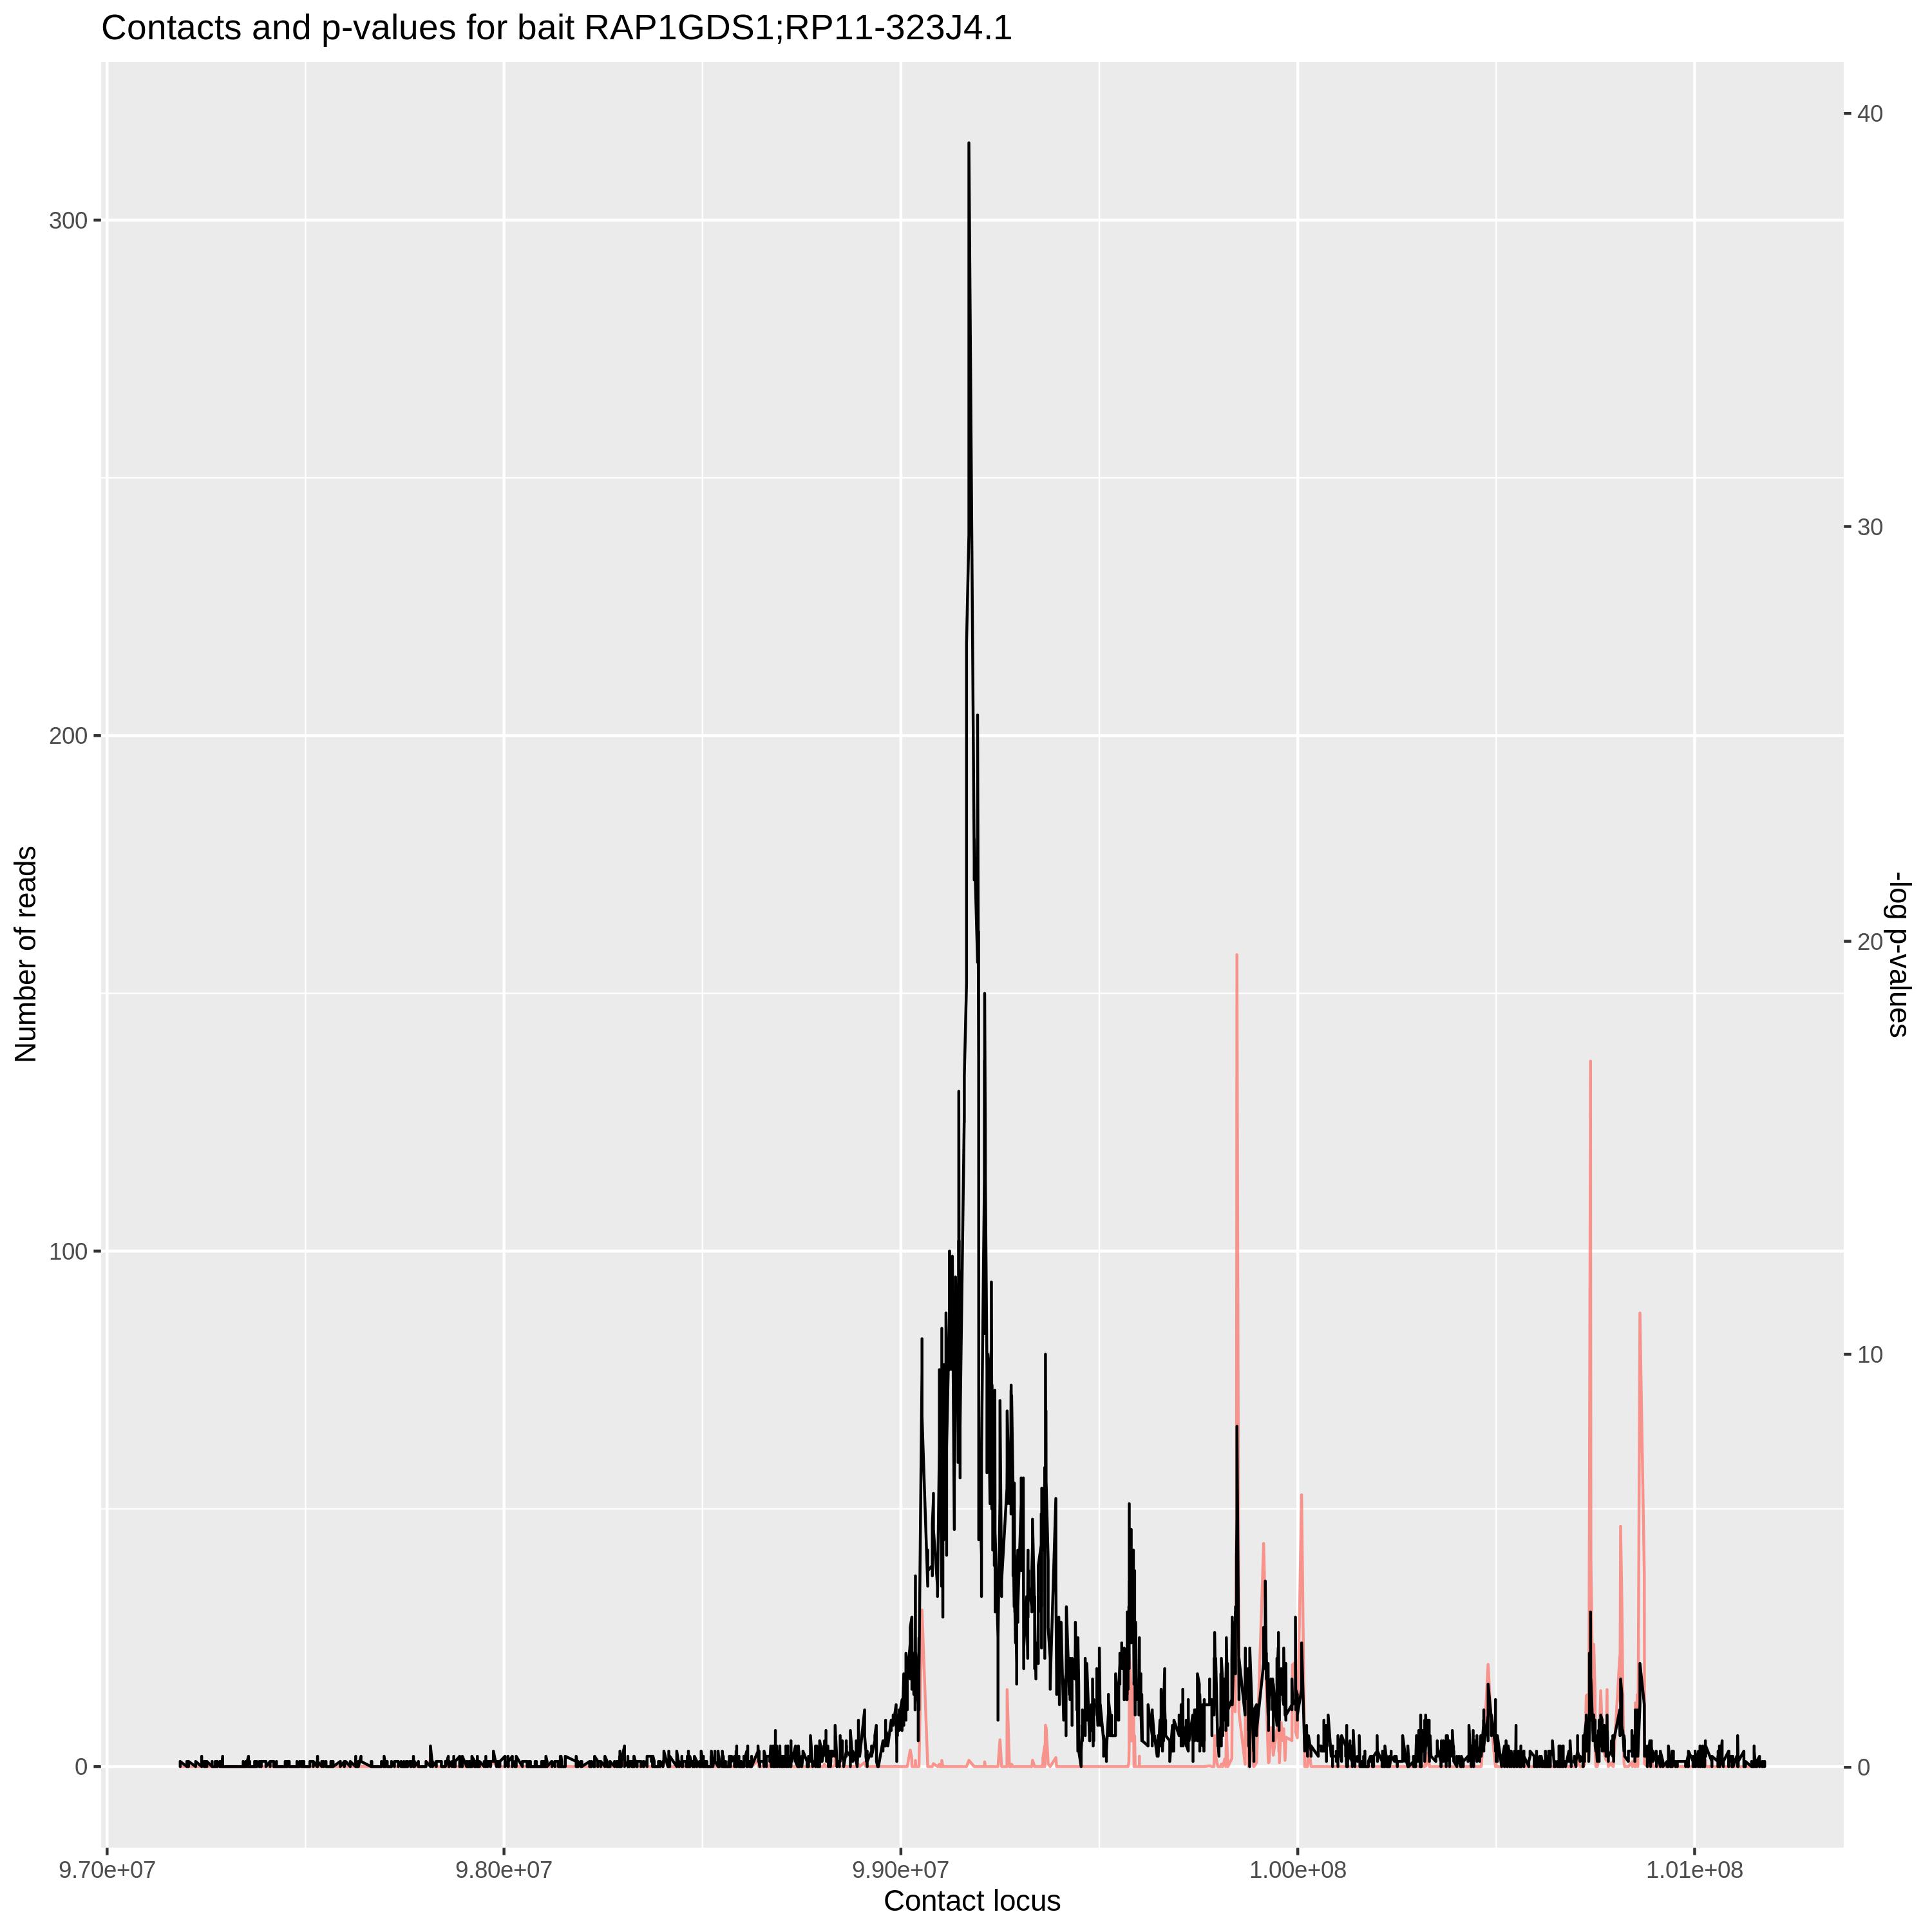 Contacts and p-values for bait RAP1GDS1;RP11-323J4.1
Number of reads
300
200
100
0
40
30
20
10
0
-log p-values
9.70e+07
9.80e+07
9.90e+07
1.00e+08
1.01e+08
Contact locus